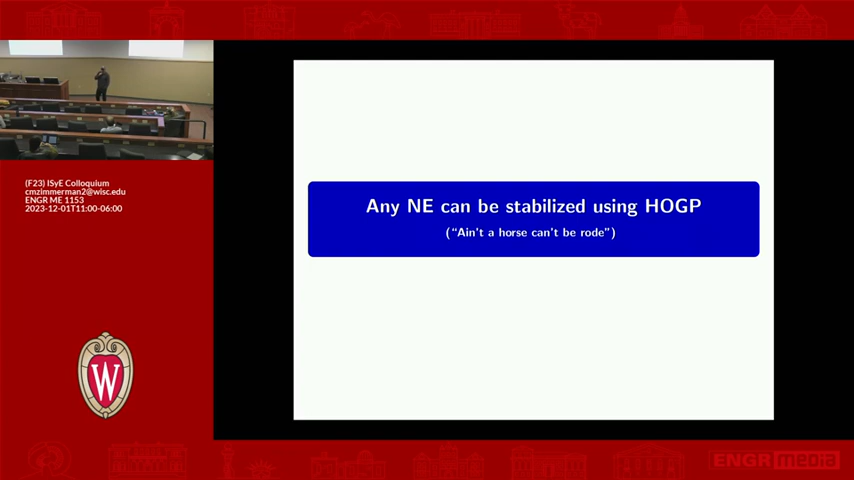 (F23) ISyE Colloquium
cmzimmerman2@wisc.edu
ENGR ME 1153
2023-12-01T11:00-06:00
W
Any NE can be stabilized using HOGP
("Ain't a horse can't be rode")
ENGR media